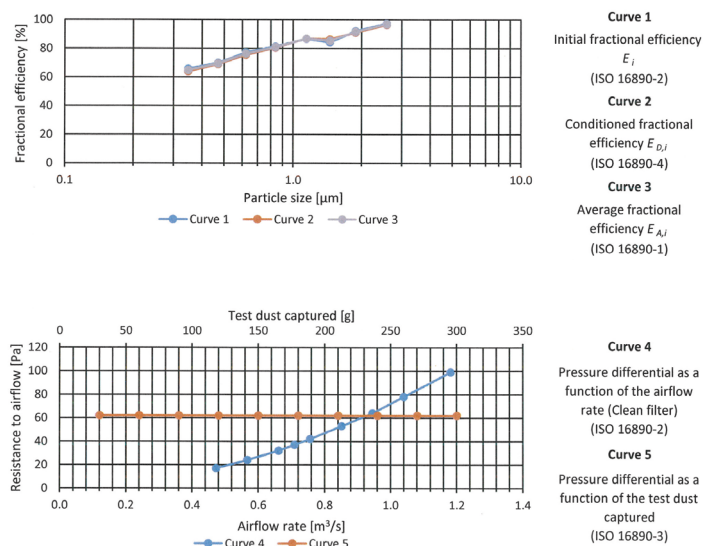 Fractional efficiency [%]
100
80
60
40
20
0
0.1
1.0
10.0
Particle size [µm]
Curve 1
Curve 2
Curve 3
Curve 1
Initial fractional efficiency
E i
(ISO 16890-2)
Curve 2
Conditioned fractional
efficiency E D,i
(ISO 16890-4)
Curve 3
Average fractional
efficiency E A,i
(ISO 16890-1)
Test dust captured [g]
0
50
100
150
200
250
300
350
Resistance to airflow [Pa]
120
100
80
60
40
20
0
0.0
0.2
0.4
0.6
0.8
1.0
1.2
1.4
Airflow rate [m³/s]
Curve 4
Curve 5
Curve 4
Pressure differential as a
function of the airflow
rate (Clean filter)
(ISO 16890-2)
Curve 5
Pressure differential as a
function of the test dust
captured
(ISO 16890-3)